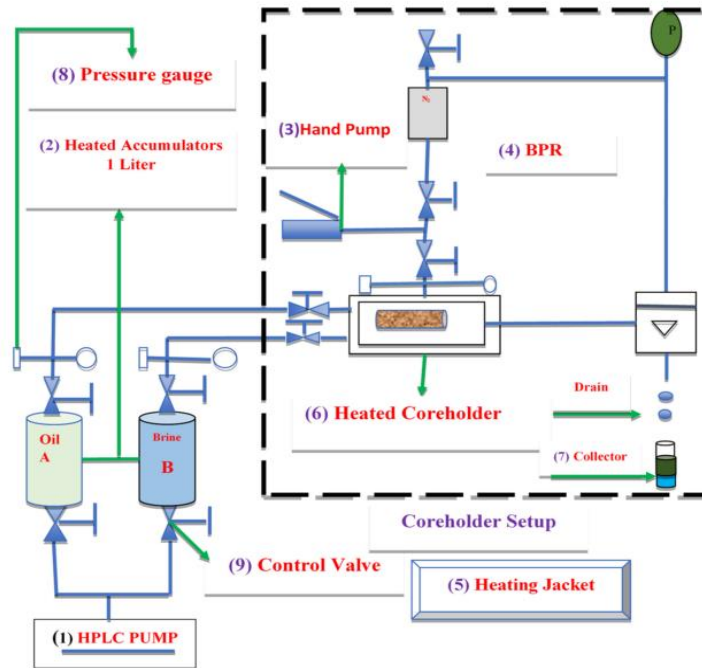 P
(8) Pressure gauge
N₂
(3)Hand Pump
(2) Heated Accumulators
1 Liter
(4) BPR
(6) Heated Coreholder
Drain
(7) Collector
Oil
A
Brine
B
Coreholder Setup
(9) Control Valve
(5) Heating Jacket
(1) HPLC PUMP